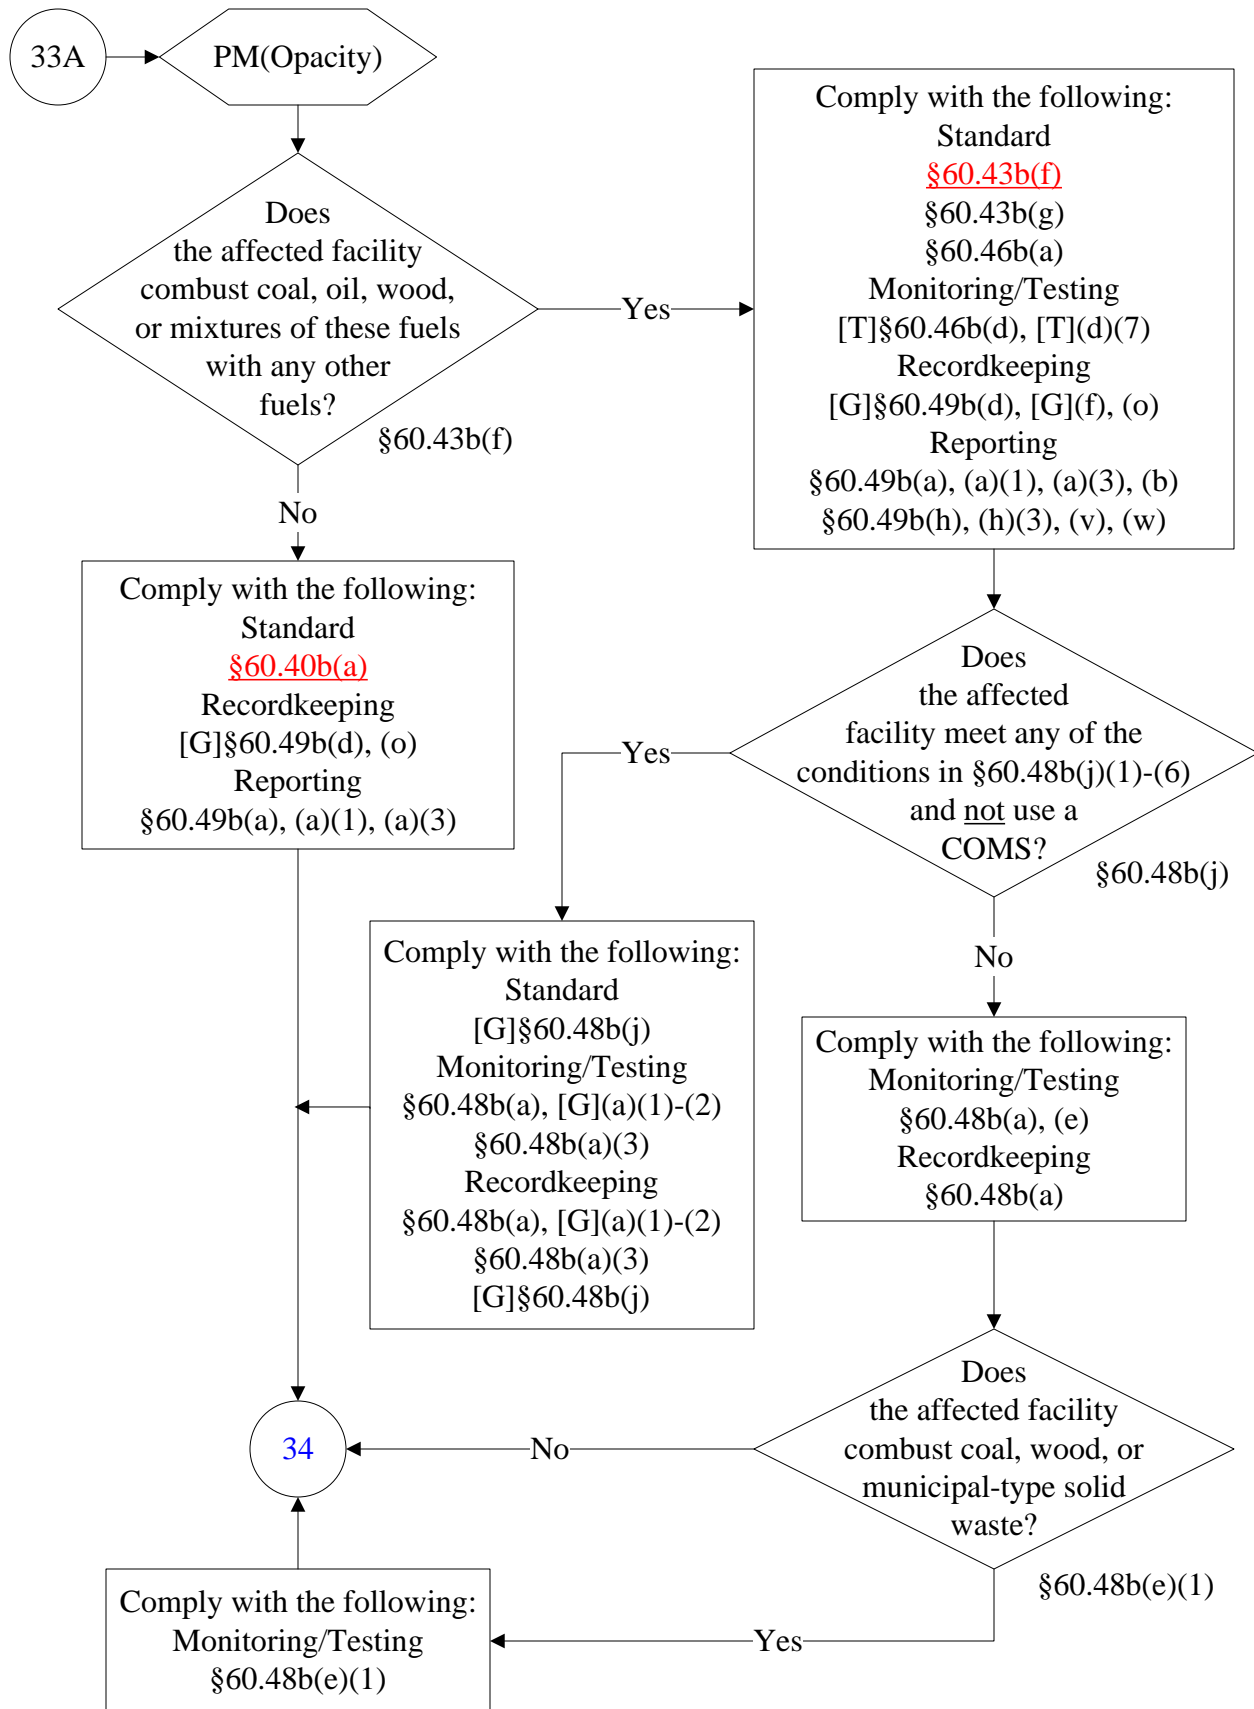 33A
PM(Opacity)
Does
the affected facility
combust coal, oil, wood,
or mixtures of these fuels
with any other
fuels?
§60.43b(f)
Yes
Comply with the following:
Standard
§60.43b(f)
§60.43b(g)
§60.46b(a)
Monitoring/Testing
[T]§60.46b(d), [T](d)(7)
Recordkeeping
[G]§60.49b(d), [G](f), (o)
Reporting
§60.49b(a), (a)(1), (a)(3), (b)
§60.49b(h), (h)(3), (v), (w)
No
Comply with the following:
Standard
§60.40b(a)
Recordkeeping
[G]§60.49b(d), (o)
Reporting
§60.49b(a), (a)(1), (a)(3)
Does
the affected
facility meet any of the
conditions in §60.48b(j)(1)-(6)
and not use a
COMS?
§60.48b(j)
Yes
Comply with the following:
Standard
[G]§60.48b(j)
Monitoring/Testing
§60.48b(a), [G](a)(1)-(2)
§60.48b(a)(3)
Recordkeeping
§60.48b(a), [G](a)(1)-(2)
§60.48b(a)(3)
[G]§60.48b(j)
No
Comply with the following:
Monitoring/Testing
§60.48b(a), (e)
Recordkeeping
§60.48b(a)
Does
the affected facility
combust coal, wood, or
municipal-type solid
waste?
§60.48b(e)(1)
No
34
Yes
Comply with the following:
Monitoring/Testing
§60.48b(e)(1)